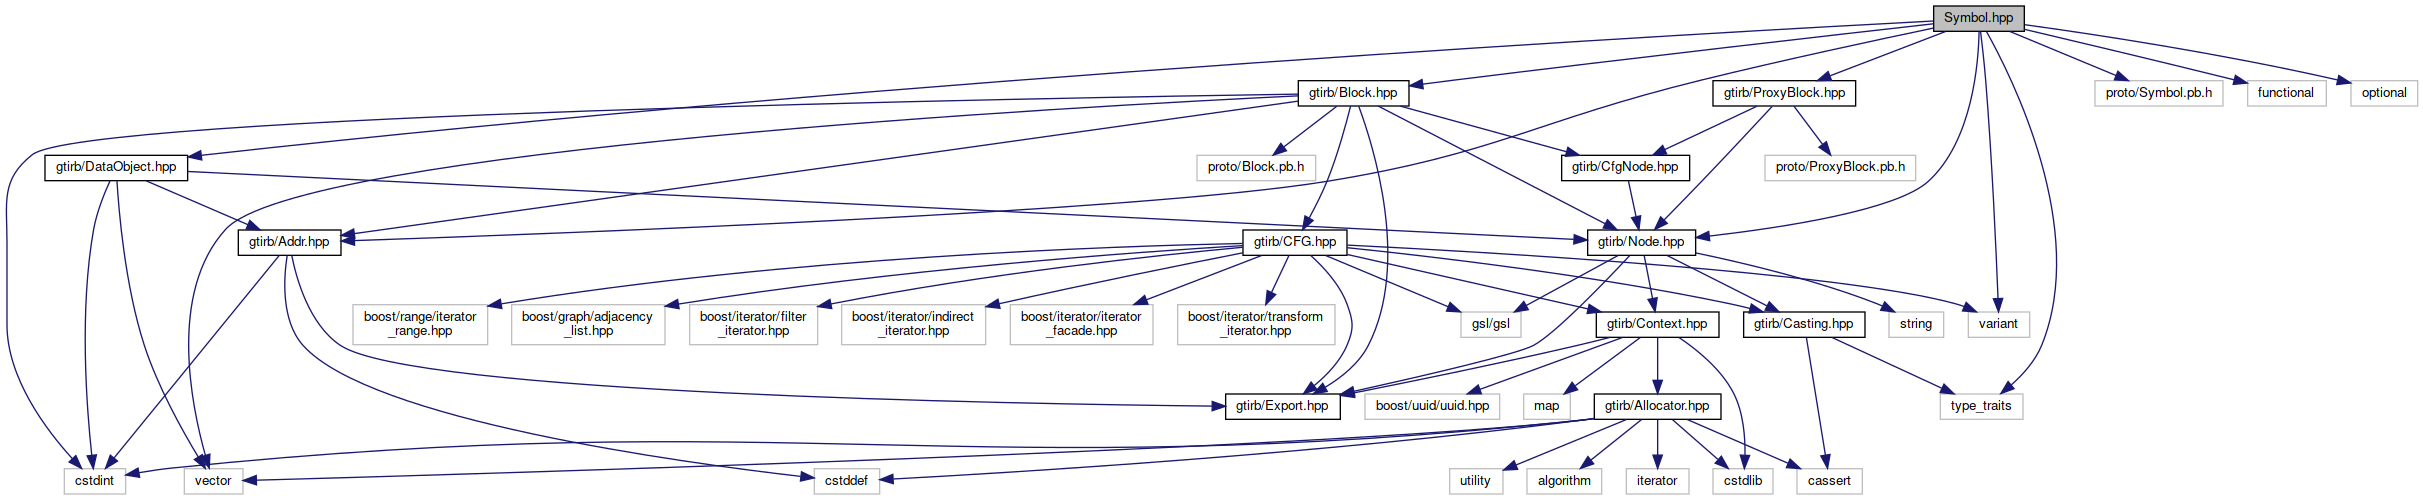 Symbol.hpp
gtirb/Block.hpp
gtirb/ProxyBlock.hpp
proto/Symbol.pb.h
functional
optional
gtirb/DataObject.hpp
proto/Block.pb.h
gtirb/CfgNode.hpp
proto/ProxyBlock.pb.h
gtirb/Addr.hpp
gtirb/CFG.hpp
gtirb/Node.hpp
boost/range/iterator
_range.hpp
boost/graph/adjacency
_list.hpp
boost/iterator/filter
_iterator.hpp
boost/iterator/indirect
_iterator.hpp
boost/iterator/iterator
_facade.hpp
boost/iterator/transform
_iterator.hpp
gsl/gsl
gtirb/Context.hpp
gtirb/Casting.hpp
string
variant
gtirb/Export.hpp
boost/uuid/uuid.hpp
map
gtirb/Allocator.hpp
type_traits
cstdint
vector
cstddef
utility
algorithm
iterator
cstdlib
cassert